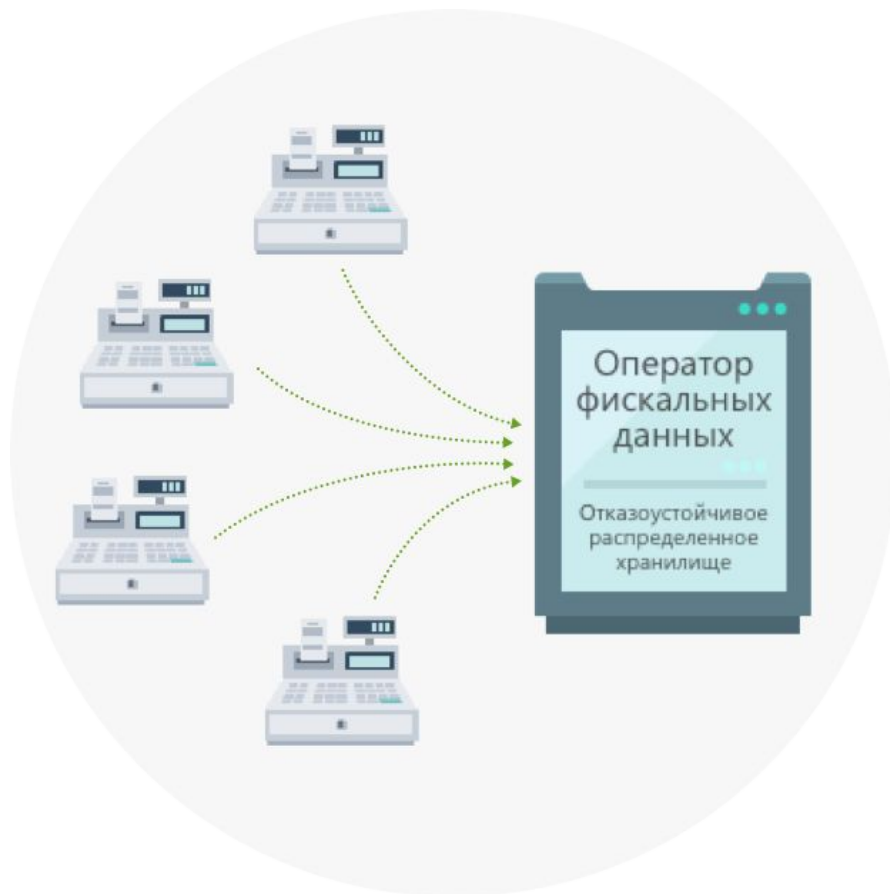 Оператор
фискальных
данных
Отказоустойчивое
распределенное
хранилище